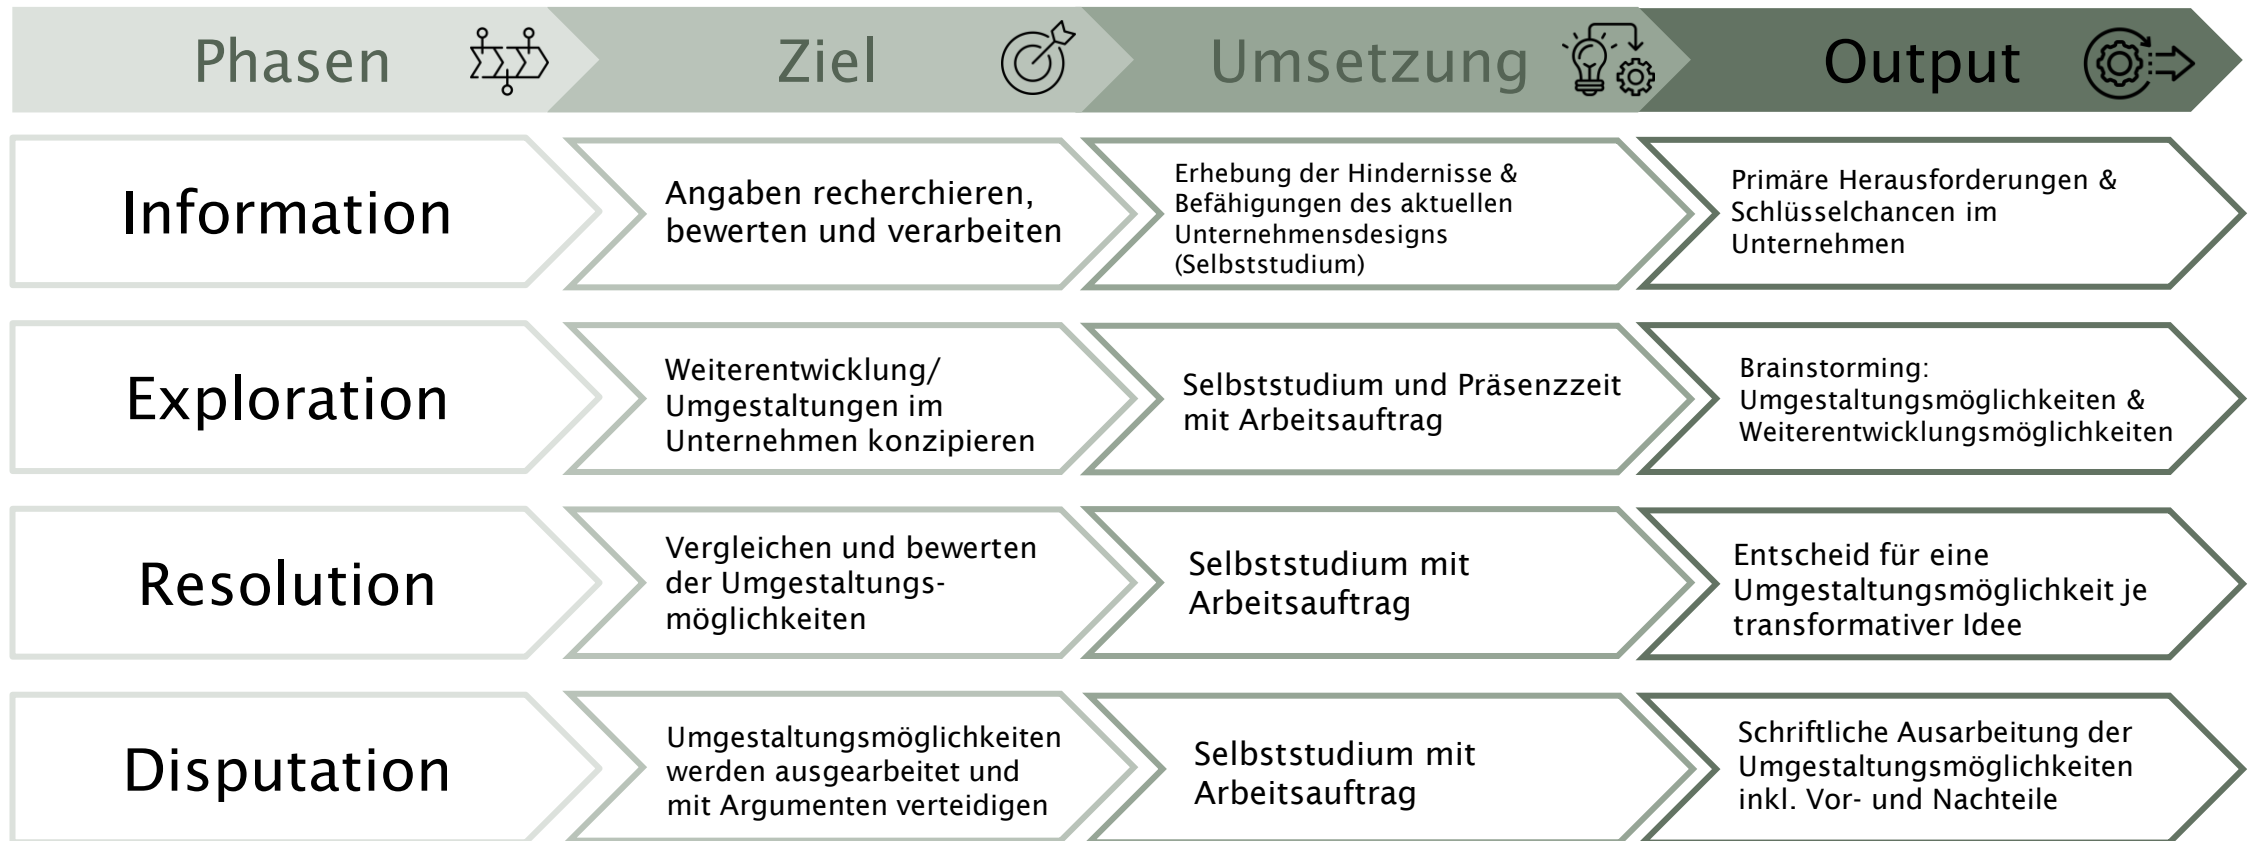 Phasen
Ziel
Umsetzung
Output
Information
Angaben recherchieren,
bewerten und verarbeiten
Erhebung der Hindernisse &
Befähigungen des aktuellen
Unternehmensdesigns
(Selbststudium)
Primäre Herausforderungen &
Schlüsselchancen im
Unternehmen
Exploration
Weiterentwicklung/
Umgestaltungen im
Unternehmen konzipieren
Selbststudium und Präsenzzeit
mit Arbeitsauftrag
Brainstorming:
Umgestaltungsmöglichkeiten &
Weiterentwicklungsmöglichkeiten
Resolution
Vergleichen und bewerten
der Umgestaltungs-
möglichkeiten
Selbststudium mit
Arbeitsauftrag
Entscheid für eine
Umgestaltungsmöglichkeit je
transformativer Idee
Disputation
Umgestaltungsmöglichkeiten
werden ausgearbeitet und
mit Argumenten verteidigen
Selbststudium mit
Arbeitsauftrag
Schriftliche Ausarbeitung der
Umgestaltungsmöglichkeiten
inkl. Vor- und Nachteile